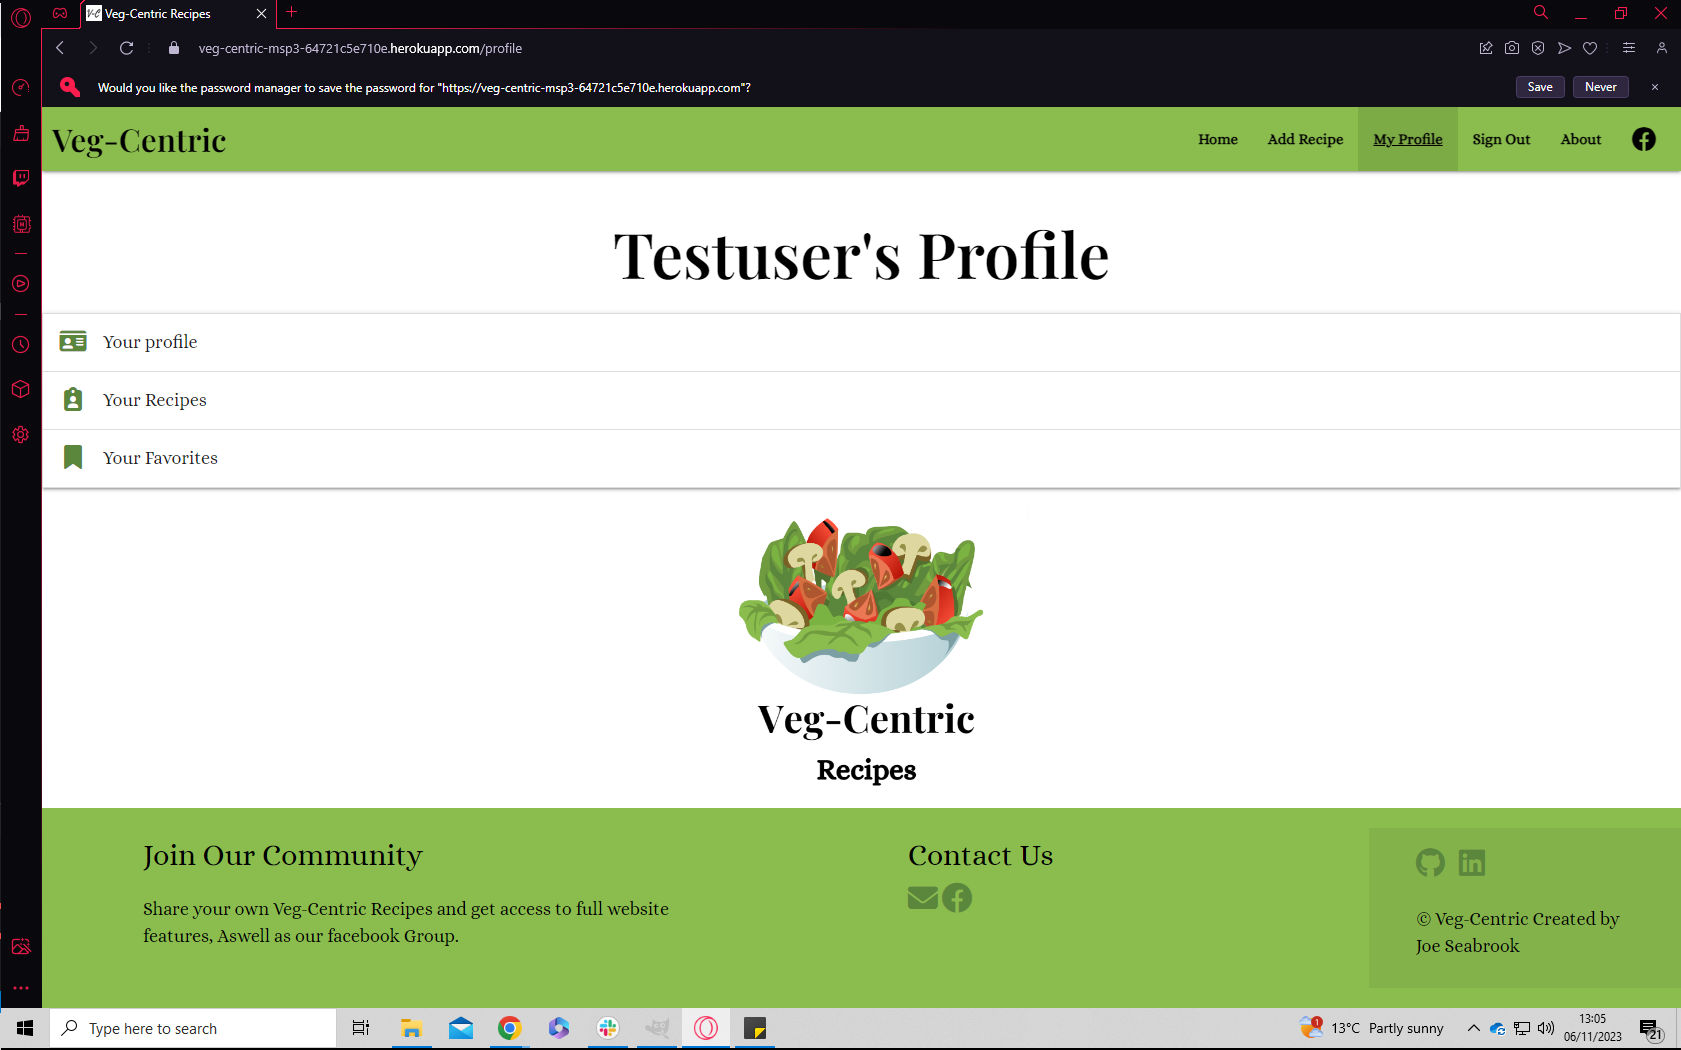 V-C Veg-Centric Recipes
veg-centric-msp3-64721c5e710e.herokuapp.com/profile
Would you like the password manager to save the password for "https://veg-centric-msp3-64721c5e710e.herokuapp.com"?
Save Never
Veg-Centric
Home Add Recipe My Profile Sign Out About
Testuser's Profile
Your profile
Your Recipes
Your Favorites
Veg-Centric
Recipes
Join Our Community
Share your own Veg-Centric Recipes and get access to full website
features, Aswell as our facebook Group.
Contact Us
© Veg-Centric Created by
Joe Seabrook
Type here to search
1
13°C Partly sunny
13:05
06/11/2023
21